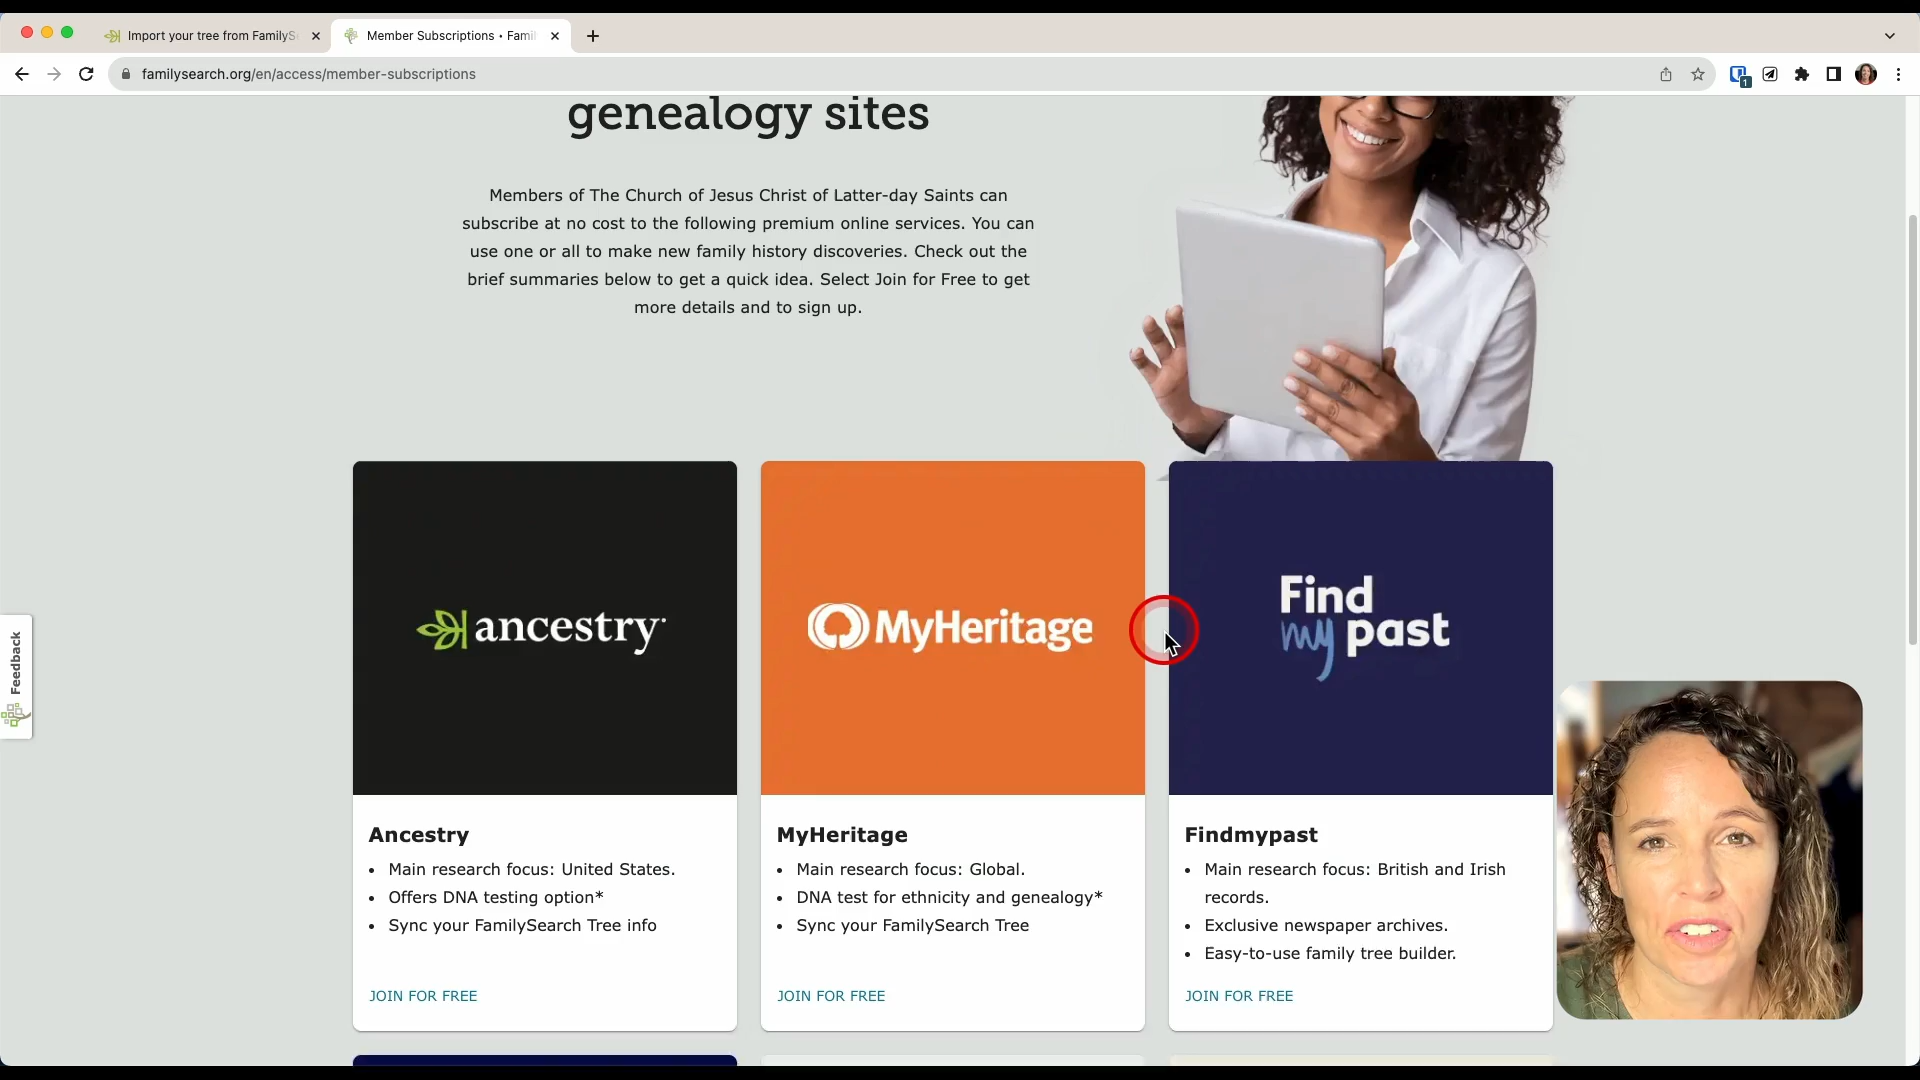 Import your tree from FamilyS
Member Subscriptions • Fami
familysearch.org/en/access/member-subscriptions
1
genealogy sites
Members of The Church of Jesus Christ of Latter-day Saints can
subscribe at no cost to the following premium online services. You can
use one or all to make new family history discoveries. Check out the
brief summaries below to get a quick idea. Select Join for Free to get
more details and to sign up.
Feedback
ancestry
MyHeritage
Find
my past
Ancestry
• Main research focus: United States.
• Offers DNA testing option*
• Sync your FamilySearch Tree info
JOIN FOR FREE
MyHeritage
• Main research focus: Global.
• DNA test for ethnicity and genealogy*
• Sync your FamilySearch Tree
JOIN FOR FREE
Findmypast
• Main research focus: British and Irish
records.
• Exclusive newspaper archives.
• Easy-to-use family tree builder.
JOIN FOR FREE